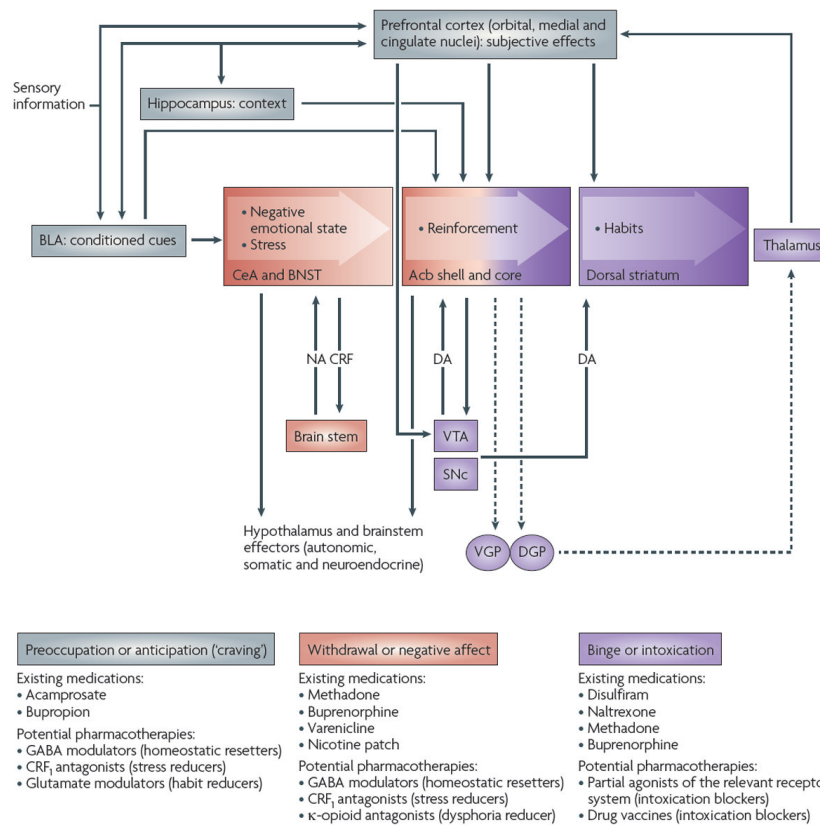 Prefrontal cortex (orbital, medial and
cingulate nuclei): subjective effects
Sensory
information
Hippocampus: context
• Negative
emotional state
• Stress
• Reinforcement
• Habits
BLA: conditioned cues
Thalamus
CeA and BNST
Acb shell and core
Dorsal striatum
NA CRF
DA
DA
Brain stem
VTA
SNc
Hypothalamus and brainstem
effectors (autonomic,
somatic and neuroendocrine)
VGP
DGP
Preoccupation or anticipation (‘craving’)
Existing medications:
• Acamprosate
• Bupropion
Potential pharmacotherapies:
• GABA modulators (homeostatic resetters)
• CRF₁ antagonists (stress reducers)
• Glutamate modulators (habit reducers)
Withdrawal or negative affect
Existing medications:
• Methadone
• Buprenorphine
• Varenicline
• Nicotine patch
Potential pharmacotherapies:
• GABA modulators (homeostatic resetters)
• CRF₁ antagonists (stress reducers)
• κ-opioid antagonists (dysphoria reducer)
Binge or intoxication
Existing medications:
• Disulfiram
• Naltrexone
• Methadone
• Buprenorphine
Potential pharmacotherapies:
• Partial agonists of the relevant recepto
system (intoxication blockers)
• Drug vaccines (intoxication blockers)